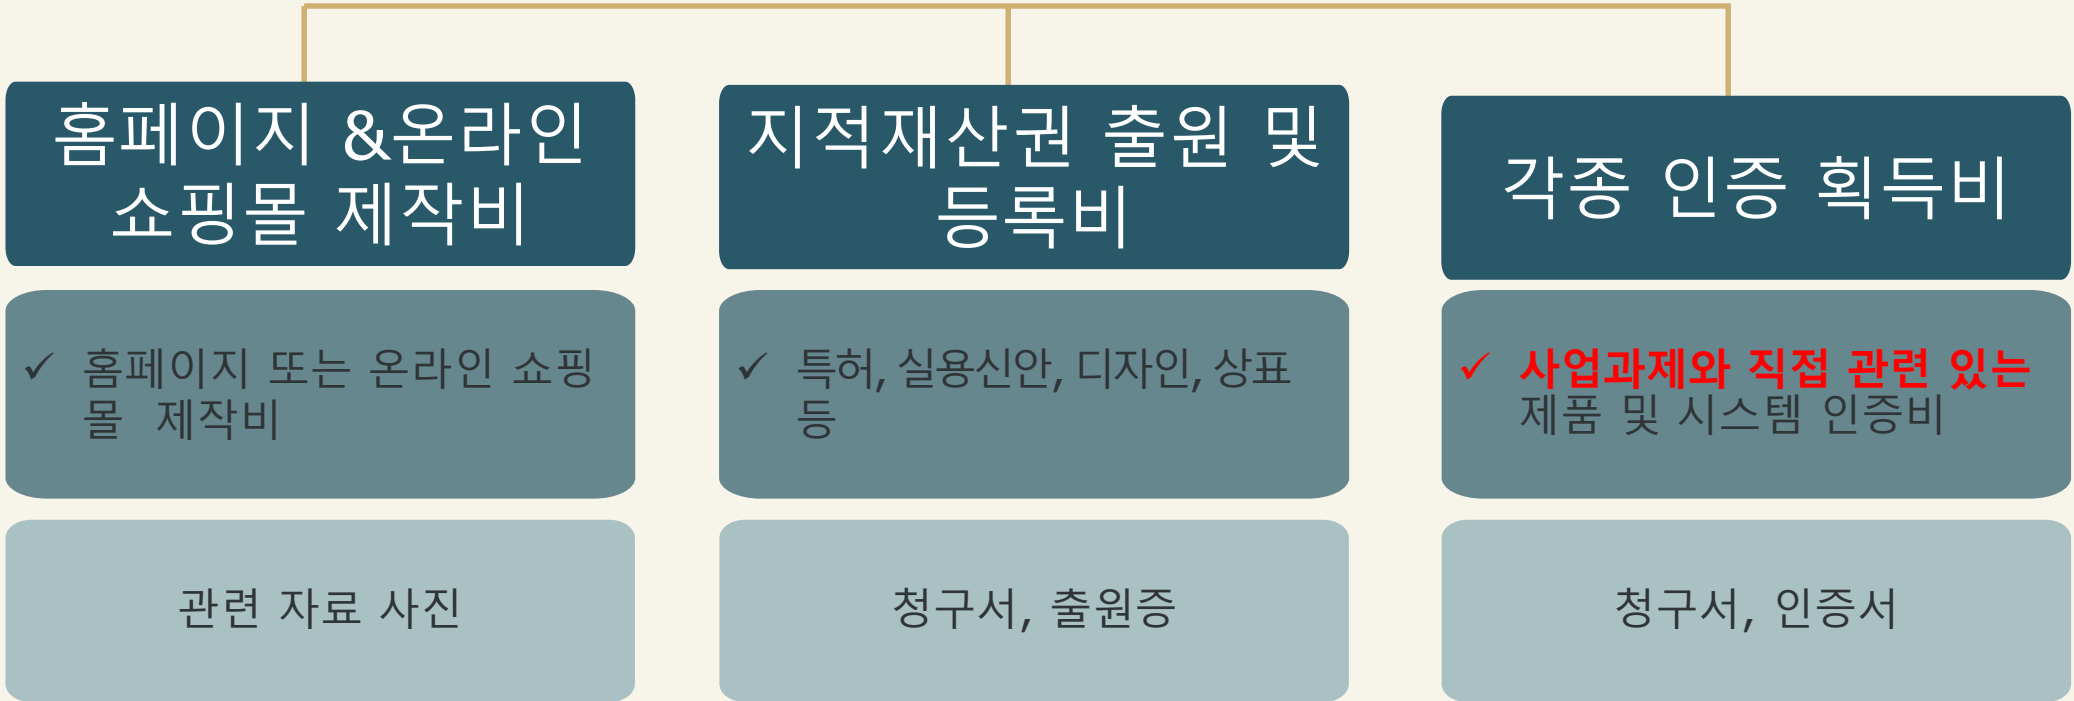 홈페이지 &온라인
쇼핑몰 제작비
지적재산권 출원 및
등록비
각종 인증 획득비
✓ 홈페이지 또는 온라인 쇼핑
몰 제작비
✓ 특허, 실용신안, 디자인, 상표
등
✓ 사업과제와 직접 관련 있는
제품 및 시스템 인증비
관련 자료 사진
청구서, 출원증
청구서, 인증서